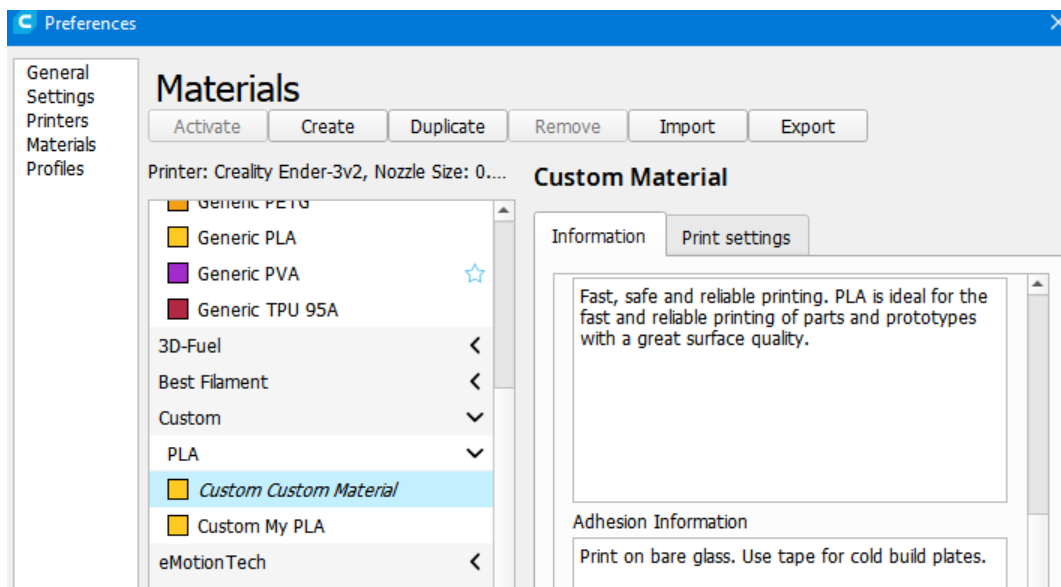 Preferences
General
Settings
Printers
Materials
Profiles
Materials
Activate
Create
Duplicate
Remove
Import
Export
Printer: Creality Ender-3v2, Nozzle Size: 0....
Generic PETG
Generic PLA
Generic PVA
Generic TPU 95A
3D-Fuel
Best Filament
Custom
PLA
Custom Custom Material
Custom My PLA
eMotionTech
Custom Material
Information
Print settings
Fast, safe and reliable printing. PLA is ideal for the
fast and reliable printing of parts and prototypes
with a great surface quality.
Adhesion Information
Print on bare glass. Use tape for cold build plates.